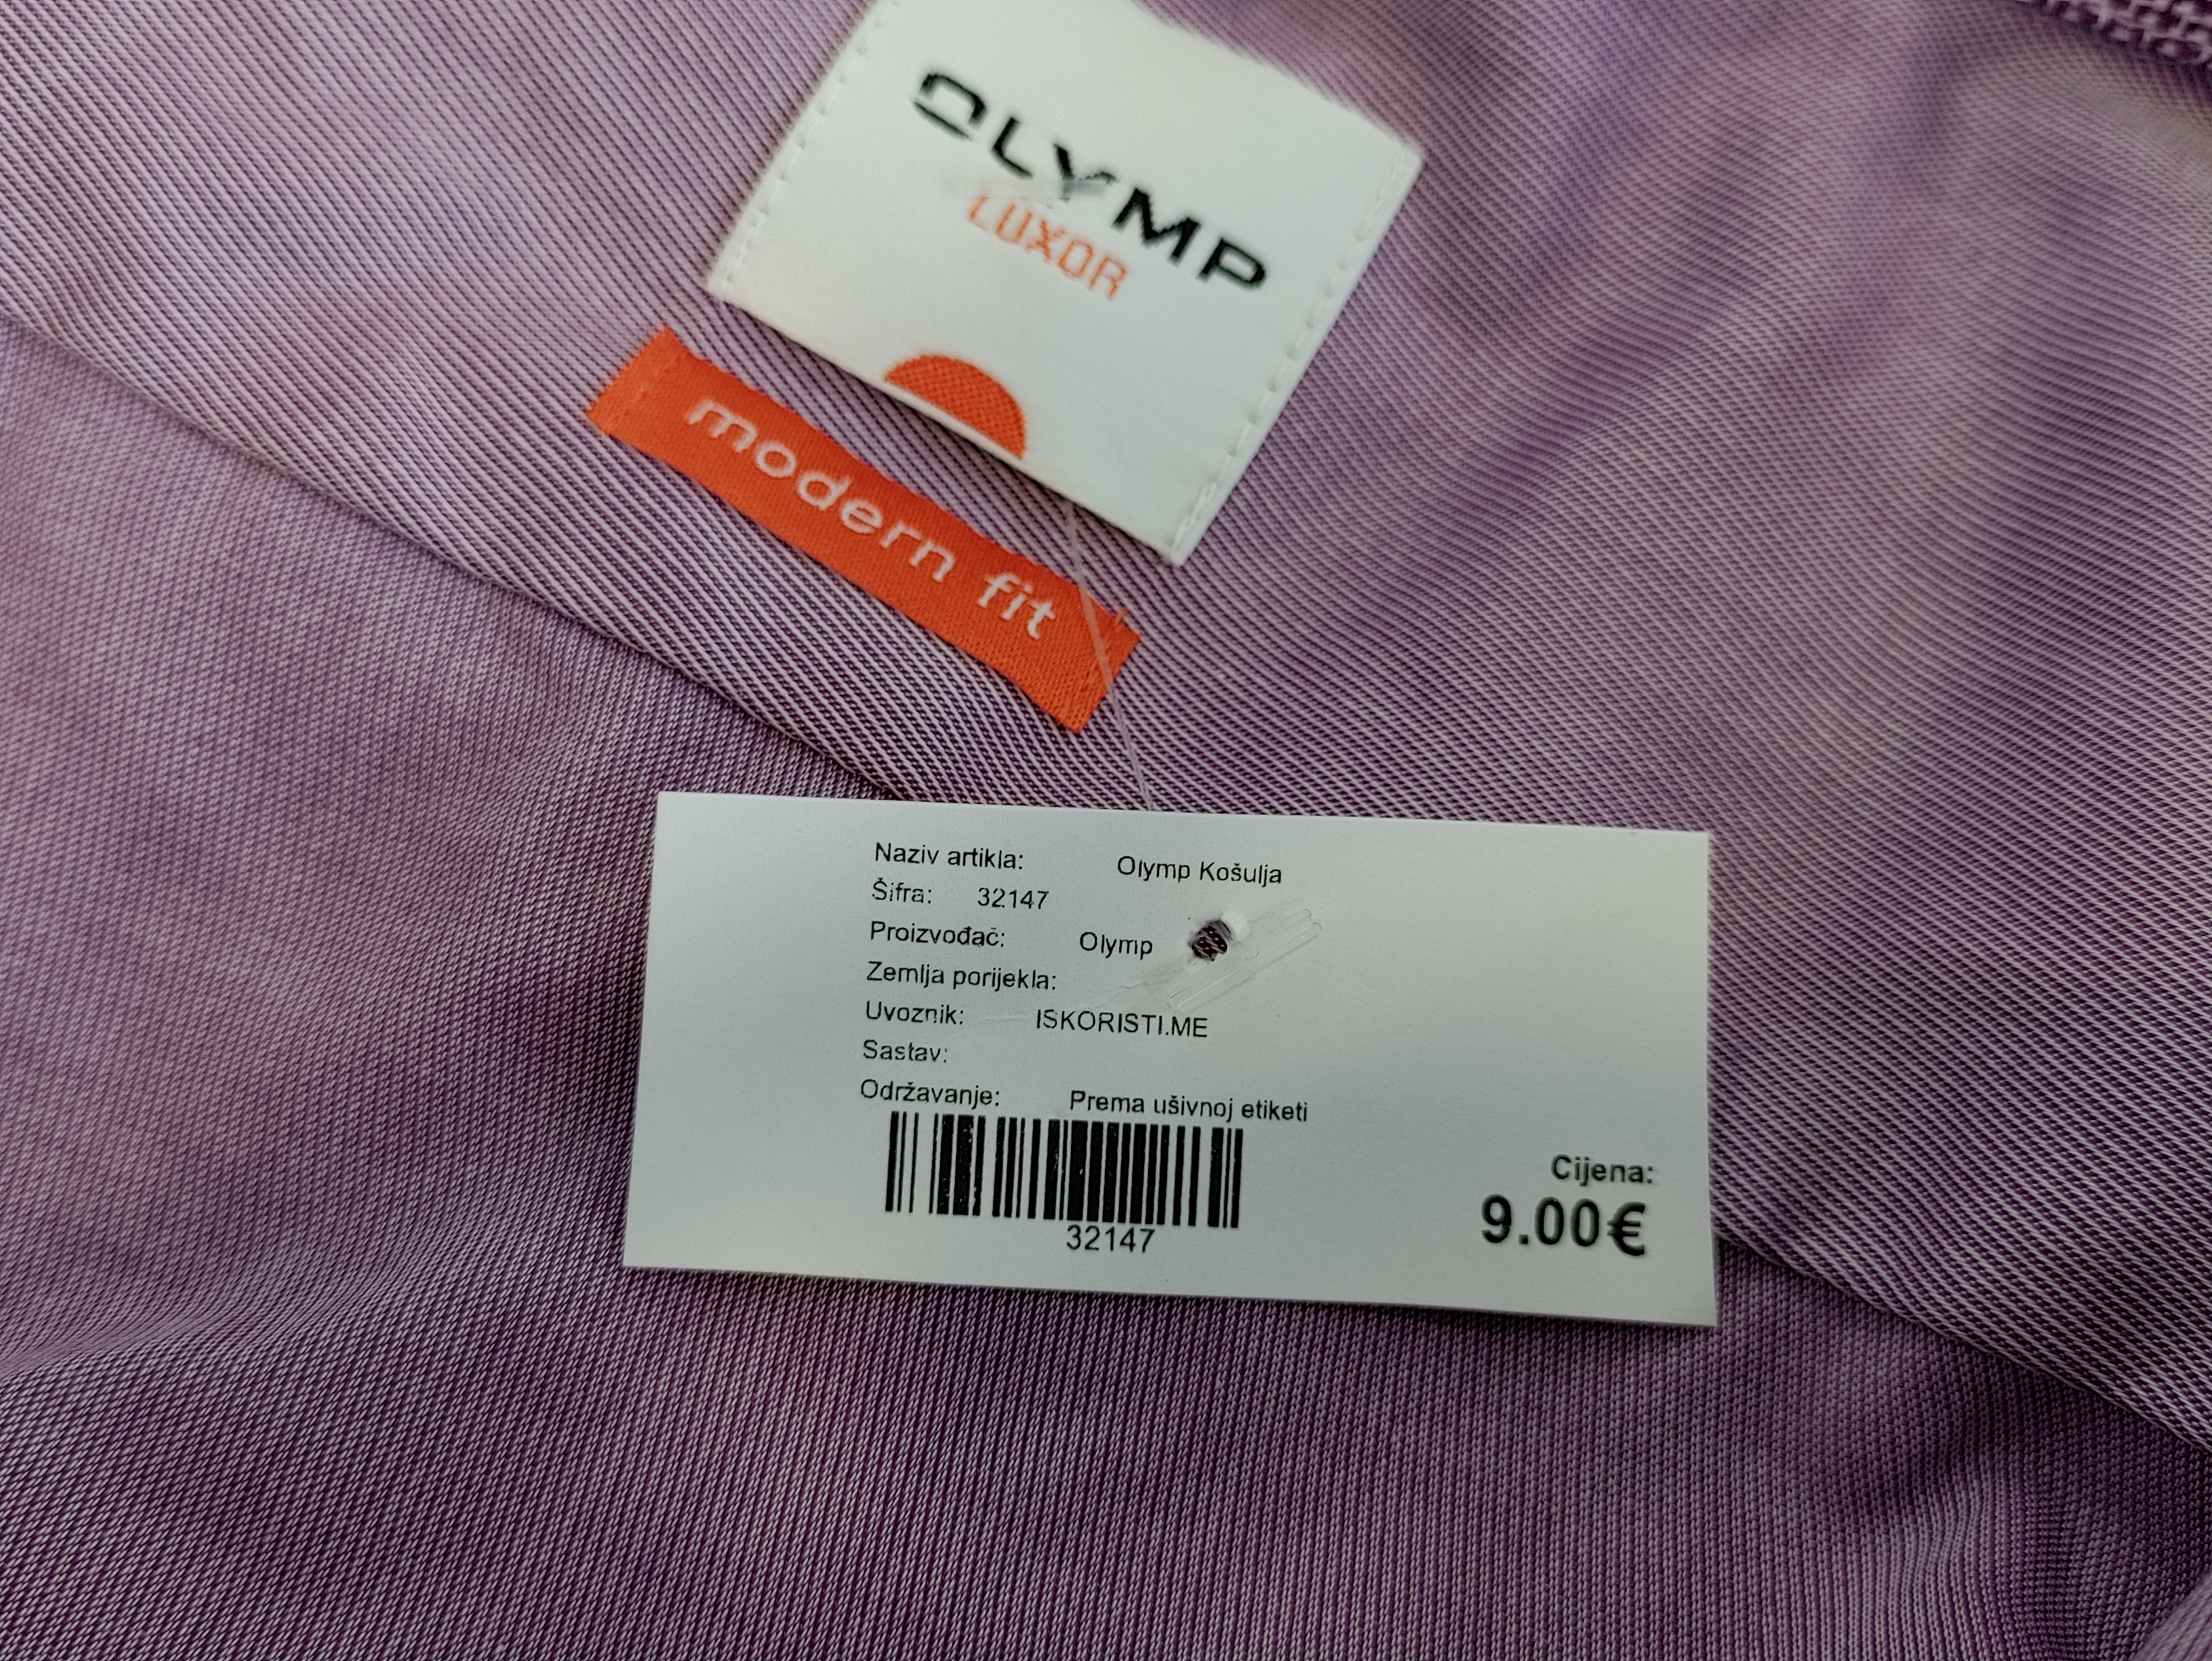 OLYMP
LUXOR
modern fit
Naziv artikla: Olymp Košulja
Šifra: 32147
Proizvođač: Olymp
Zemlja porijekla:
Uvoznik: ISKORISTI.ME
Sastav:
Održavanje: Prema ušivnoj etiketi
32147
Cijena:
9.00€